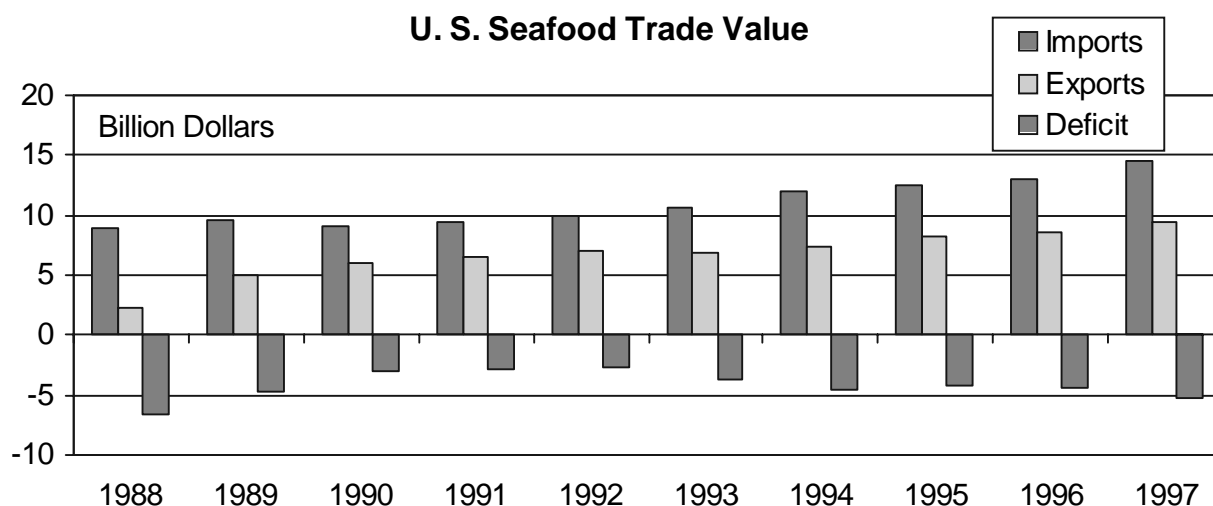 U. S. Seafood Trade Value
Imports
Exports
Deficit
Billion Dollars
20
15
10
5
0
-5
-10
1988 1989 1990 1991 1992 1993 1994 1995 1996 1997